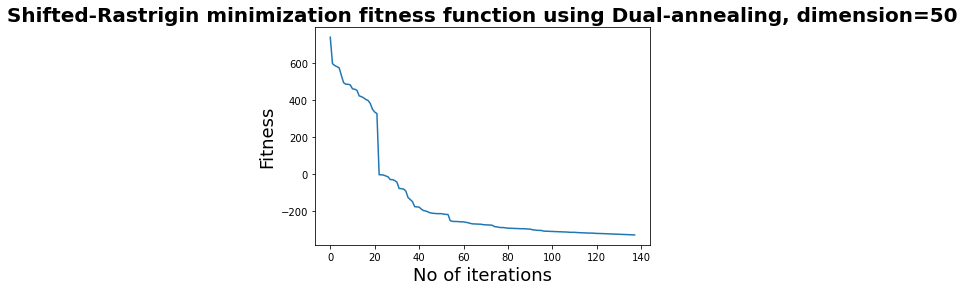 Shifted-Rastrigin minimization fitness function using Dual-annealing, dimension=50
600
400
200
0
−200
Fitness
0 20 40 60 80 100 120 140
No of iterations